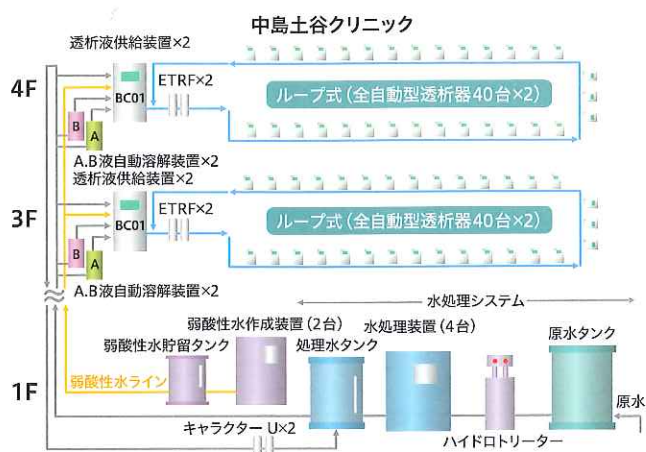 中島土谷クリニック
透析液供給装置×2
4F
BC01
ETRF×2
ループ式(全自動型透析器40台×2)
B
A
A.B液自動溶解装置×2
透析液供給装置×2
3F
BC01
ETRF×2
ループ式(全自動型透析器40台×2)
B
A
A.B液自動溶解装置×2
水処理システム
弱酸性水作成装置(2台)
水処理装置(4台)
原水タンク
弱酸性水貯留タンク
処理水タンク
1F
弱酸性水ライン
原水
キャラクター U×2
ハイドロトリーター